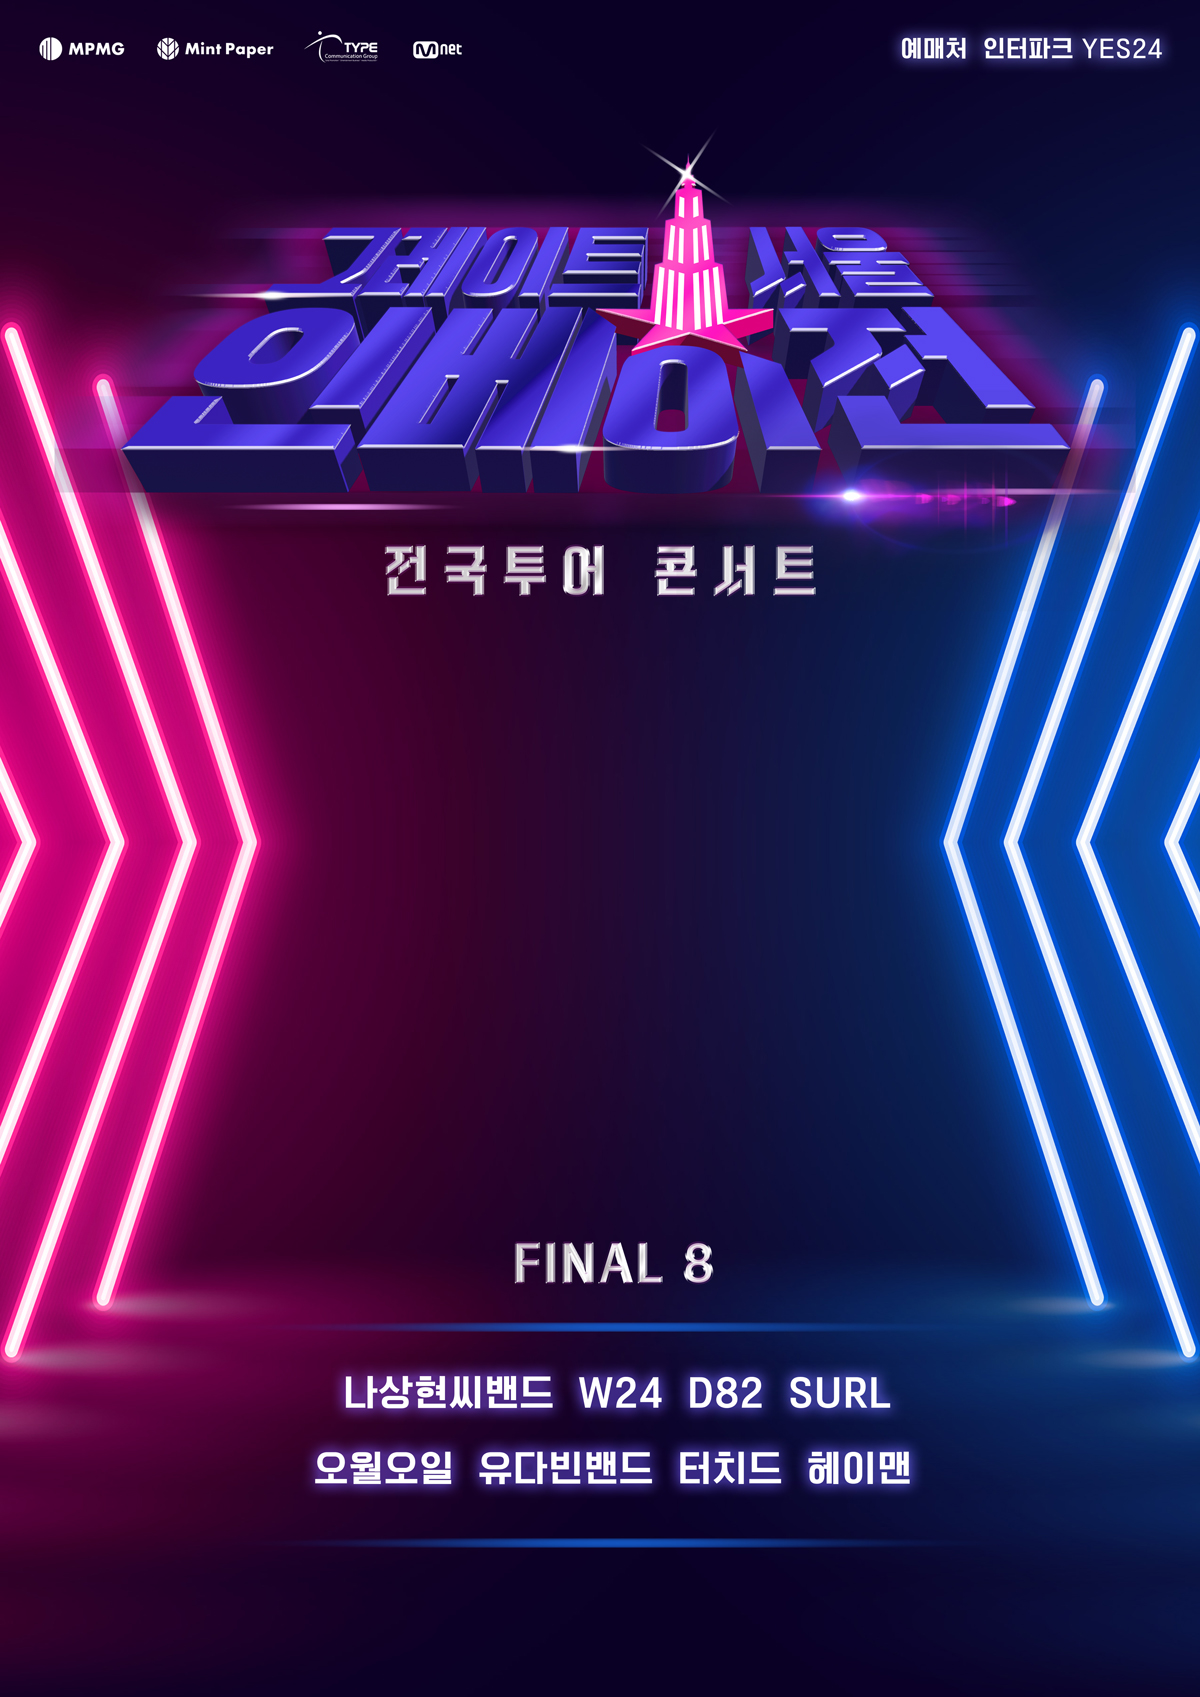 MPMG Mint Paper TYPE Communication Group Mnet
예매처 인터파크 YES24
그레이트 서울
인베이전
전국투어 콘서트
FINAL 8
나상현씨밴드 W24 D82 SURL
오월오일 유다빈밴드 터치드 헤이맨